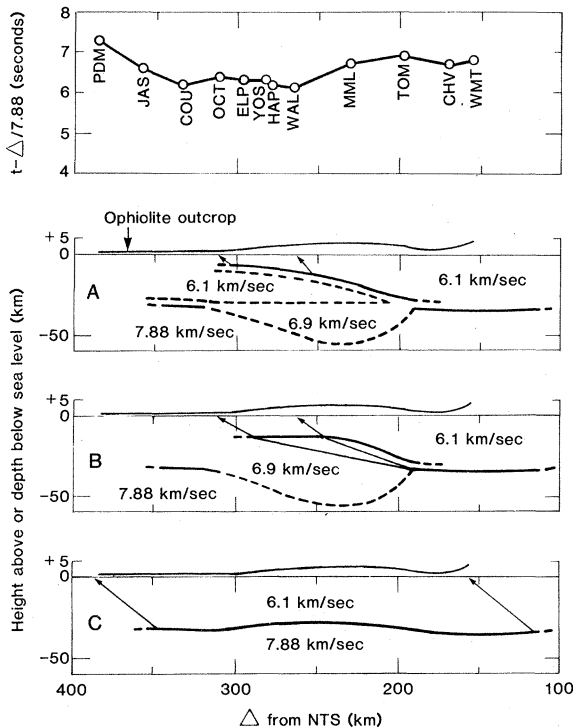 t-△/7.88 (seconds)
8
7
6
5
4
PDM
JAS
COU
OCT
ELP
YOS
HAP
WAL
MML
TOM
CHV
WMT
Height above or depth below sea level (km)
Ophiolite outcrop
+ 5
0
-50
A
6.1 km/sec
6.1 km/sec
6.9 km/sec
7.88 km/sec
+ 5
0
-50
B
6.1 km/sec
6.9 km/sec
7.88 km/sec
+ 5
0
-50
C
6.1 km/sec
7.88 km/sec
400
300
200
100
△ from NTS (km)